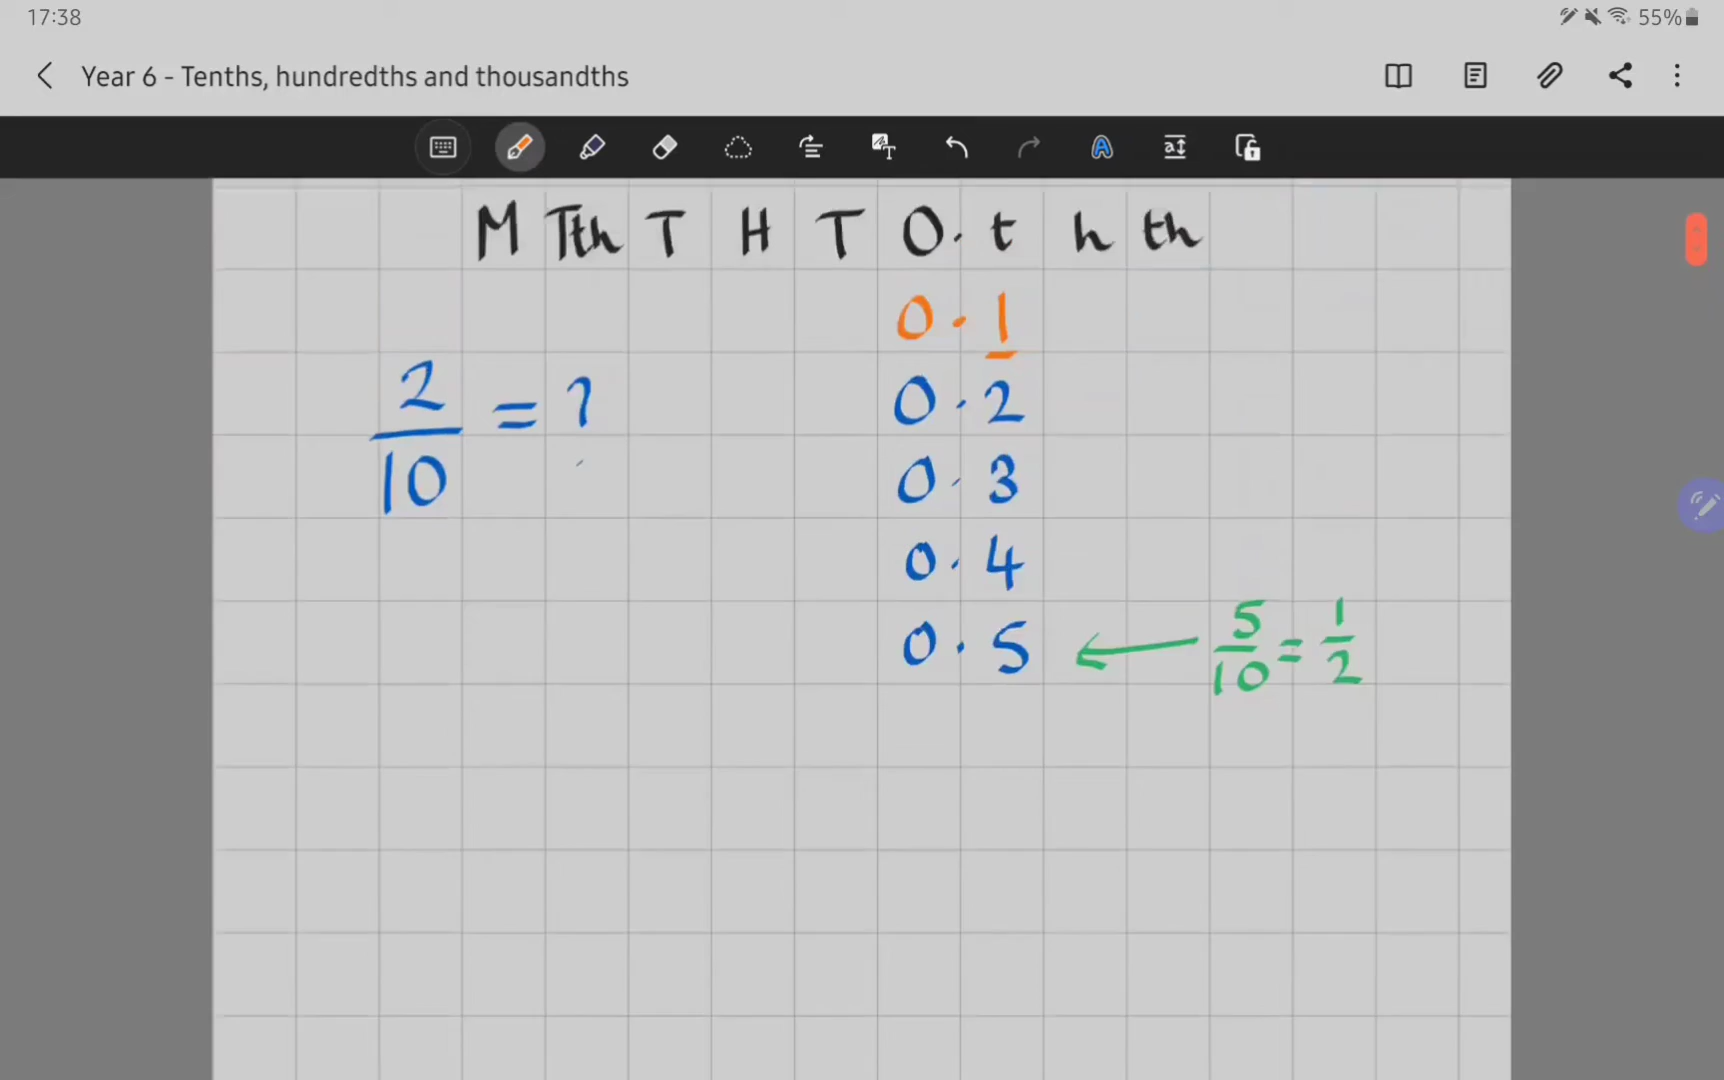 17:38 55%
Year 6 - Tenths, hundredths and thousandths
M Tth T H T O. t h th
0.1
2/10 = ?
0.2
0.3
0.4
0.5 ← 5/10 = 1/2